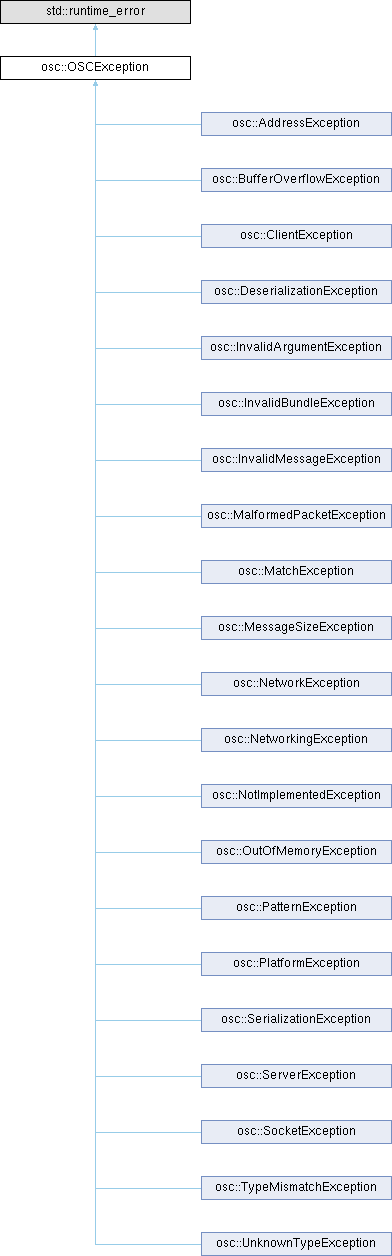 std::runtime_error
osc::OSCException
osc::AddressException
osc::BufferOverflowException
osc::ClientException
osc::DeserializationException
osc::InvalidArgumentException
osc::InvalidBundleException
osc::InvalidMessageException
osc::MalformedPacketException
osc::MatchException
osc::MessageSizeException
osc::NetworkException
osc::NetworkingException
osc::NotImplementedException
osc::OutOfMemoryException
osc::PatternException
osc::PlatformException
osc::SerializationException
osc::ServerException
osc::SocketException
osc::TypeMismatchException
osc::UnknownTypeException